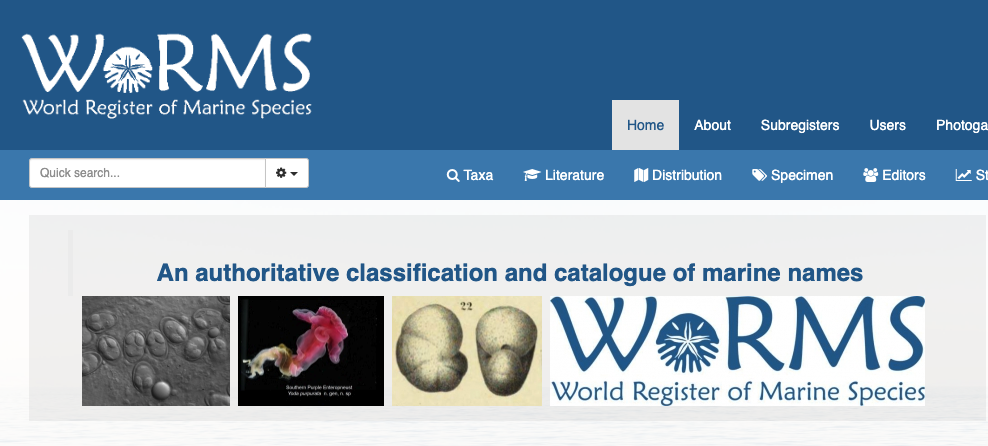 WoRMS
World Register of Marine Species
Home About Subregisters Users Photoga
Quick search...
Taxa Literature Distribution Specimen Editors St
An authoritative classification and catalogue of marine names
22
Southern Purple Enteropneust
Yoda purpurata n. gen, n. sp
WoRMS
World Register of Marine Species